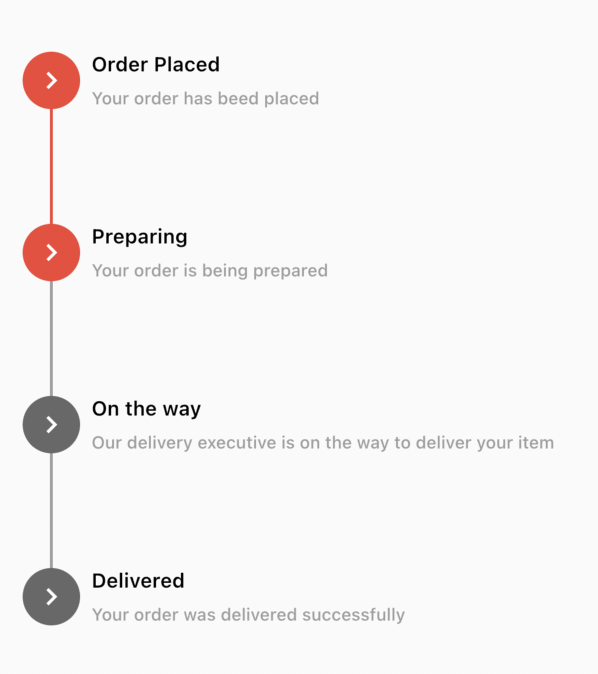 Order Placed
Your order has beed placed
Preparing
Your order is being prepared
On the way
Our delivery executive is on the way to deliver your item
Delivered
Your order was delivered successfully